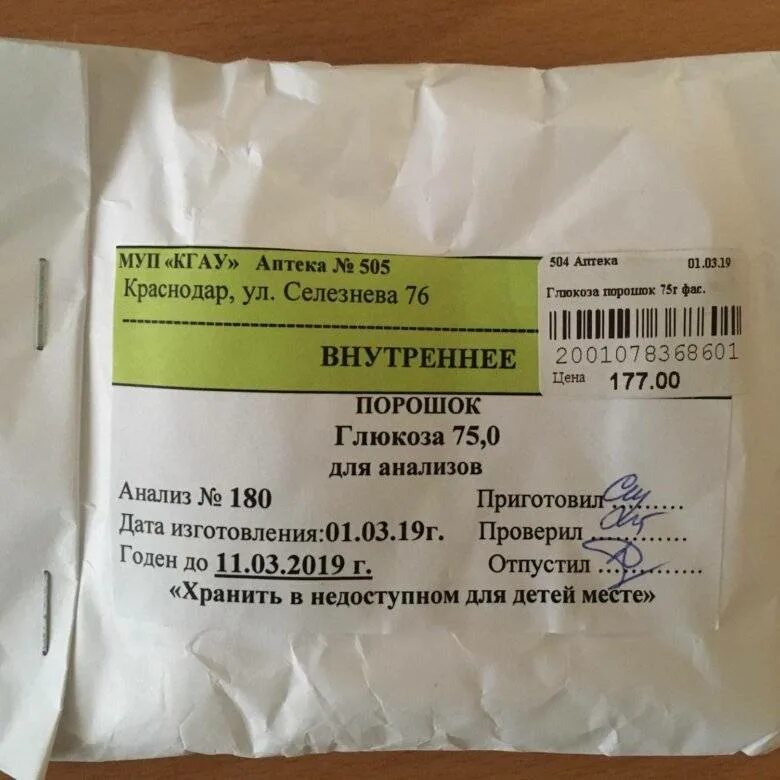 МУП «КГАУ» Аптека № 505
Краснодар, ул. Селезнева 76
ВНУТРЕННЕЕ
504 Аптека 01.03.19
Глюкоза порошок 75г фас.
2001078368601
Цена 177.00
ПОРОШОК
Глюкоза 75,0
для анализов
Анализ № 180
Дата изготовления:01.03.19г.
Годен до 11.03.2019 г.
Приготовил
Проверил
Отпустил
«Хранить в недоступном для детей месте»